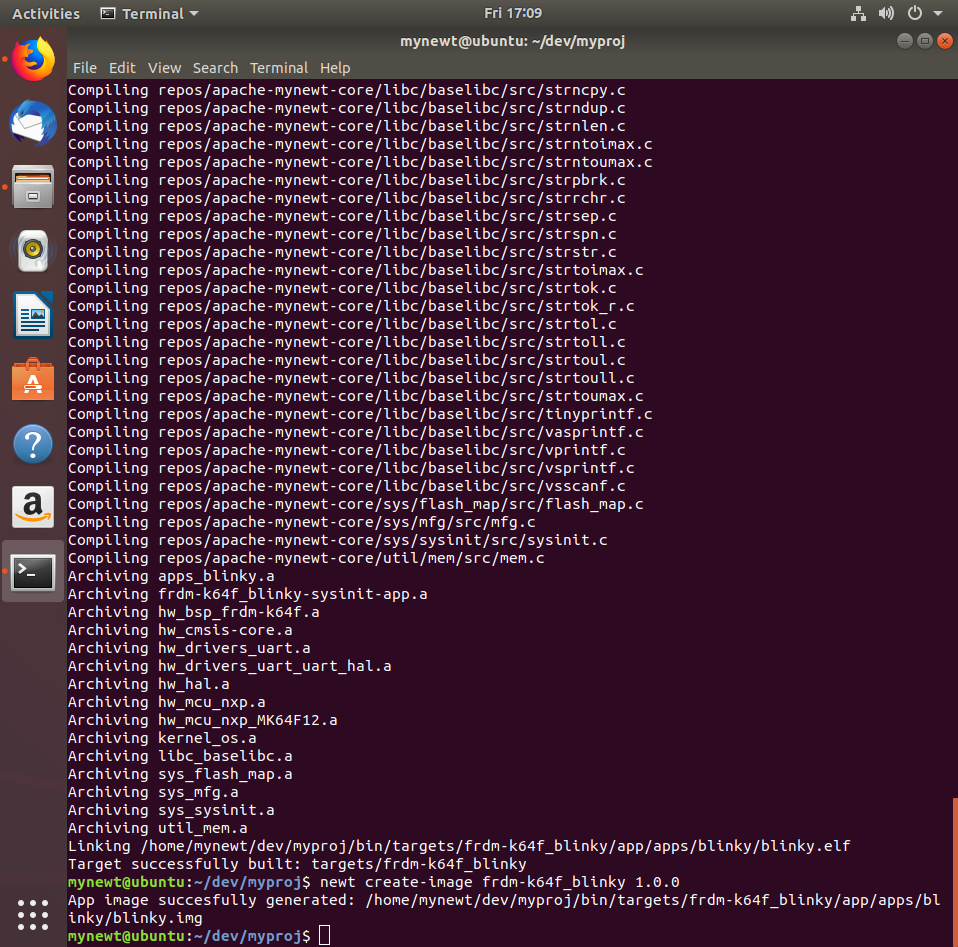 Activities Terminal Fri 17:09
mynewt@ubuntu: ~/dev/myproj
File Edit View Search Terminal Help
Compiling repos/apache-mynewt-core/libc/baselibc/src/strncpy.c
Compiling repos/apache-mynewt-core/libc/baselibc/src/strndup.c
Compiling repos/apache-mynewt-core/libc/baselibc/src/strnlen.c
Compiling repos/apache-mynewt-core/libc/baselibc/src/strntoimax.c
Compiling repos/apache-mynewt-core/libc/baselibc/src/strntoumax.c
Compiling repos/apache-mynewt-core/libc/baselibc/src/strpbrk.c
Compiling repos/apache-mynewt-core/libc/baselibc/src/strrchr.c
Compiling repos/apache-mynewt-core/libc/baselibc/src/strsep.c
Compiling repos/apache-mynewt-core/libc/baselibc/src/strspn.c
Compiling repos/apache-mynewt-core/libc/baselibc/src/strstr.c
Compiling repos/apache-mynewt-core/libc/baselibc/src/strtoimax.c
Compiling repos/apache-mynewt-core/libc/baselibc/src/strtok.c
Compiling repos/apache-mynewt-core/libc/baselibc/src/strtok_r.c
Compiling repos/apache-mynewt-core/libc/baselibc/src/strtol.c
Compiling repos/apache-mynewt-core/libc/baselibc/src/strtoll.c
Compiling repos/apache-mynewt-core/libc/baselibc/src/strtoul.c
Compiling repos/apache-mynewt-core/libc/baselibc/src/strtoull.c
Compiling repos/apache-mynewt-core/libc/baselibc/src/strtoumax.c
Compiling repos/apache-mynewt-core/libc/baselibc/src/tinyprintf.c
Compiling repos/apache-mynewt-core/libc/baselibc/src/vasprintf.c
Compiling repos/apache-mynewt-core/libc/baselibc/src/vprintf.c
Compiling repos/apache-mynewt-core/libc/baselibc/src/vsprintf.c
Compiling repos/apache-mynewt-core/libc/baselibc/src/vsscanf.c
Compiling repos/apache-mynewt-core/sys/flash_map/src/flash_map.c
Compiling repos/apache-mynewt-core/sys/mfg/src/mfg.c
Compiling repos/apache-mynewt-core/sys/sysinit/src/sysinit.c
Compiling repos/apache-mynewt-core/util/mem/src/mem.c
Archiving apps_blinky.a
Archiving frdm-k64f_blinky-sysinit-app.a
Archiving hw_bsp_frdm-k64f.a
Archiving hw_cmsis-core.a
Archiving hw_drivers_uart.a
Archiving hw_drivers_uart_uart_hal.a
Archiving hw_hal.a
Archiving hw_mcu_nxp.a
Archiving hw_mcu_nxp_MK64F12.a
Archiving kernel_os.a
Archiving libc_baselibc.a
Archiving sys_flash_map.a
Archiving sys_mfg.a
Archiving sys_sysinit.a
Archiving util_mem.a
Linking /home/mynewt/dev/myproj/bin/targets/frdm-k64f_blinky/app/apps/blinky/blinky.elf
Target successfully built: targets/frdm-k64f_blinky
mynewt@ubuntu:~/dev/myproj$ newt create-image frdm-k64f_blinky 1.0.0
App image succesfully generated: /home/mynewt/dev/myproj/bin/targets/frdm-k64f_blinky/app/apps/bl
inky/blinky.img
mynewt@ubuntu:~/dev/myproj$